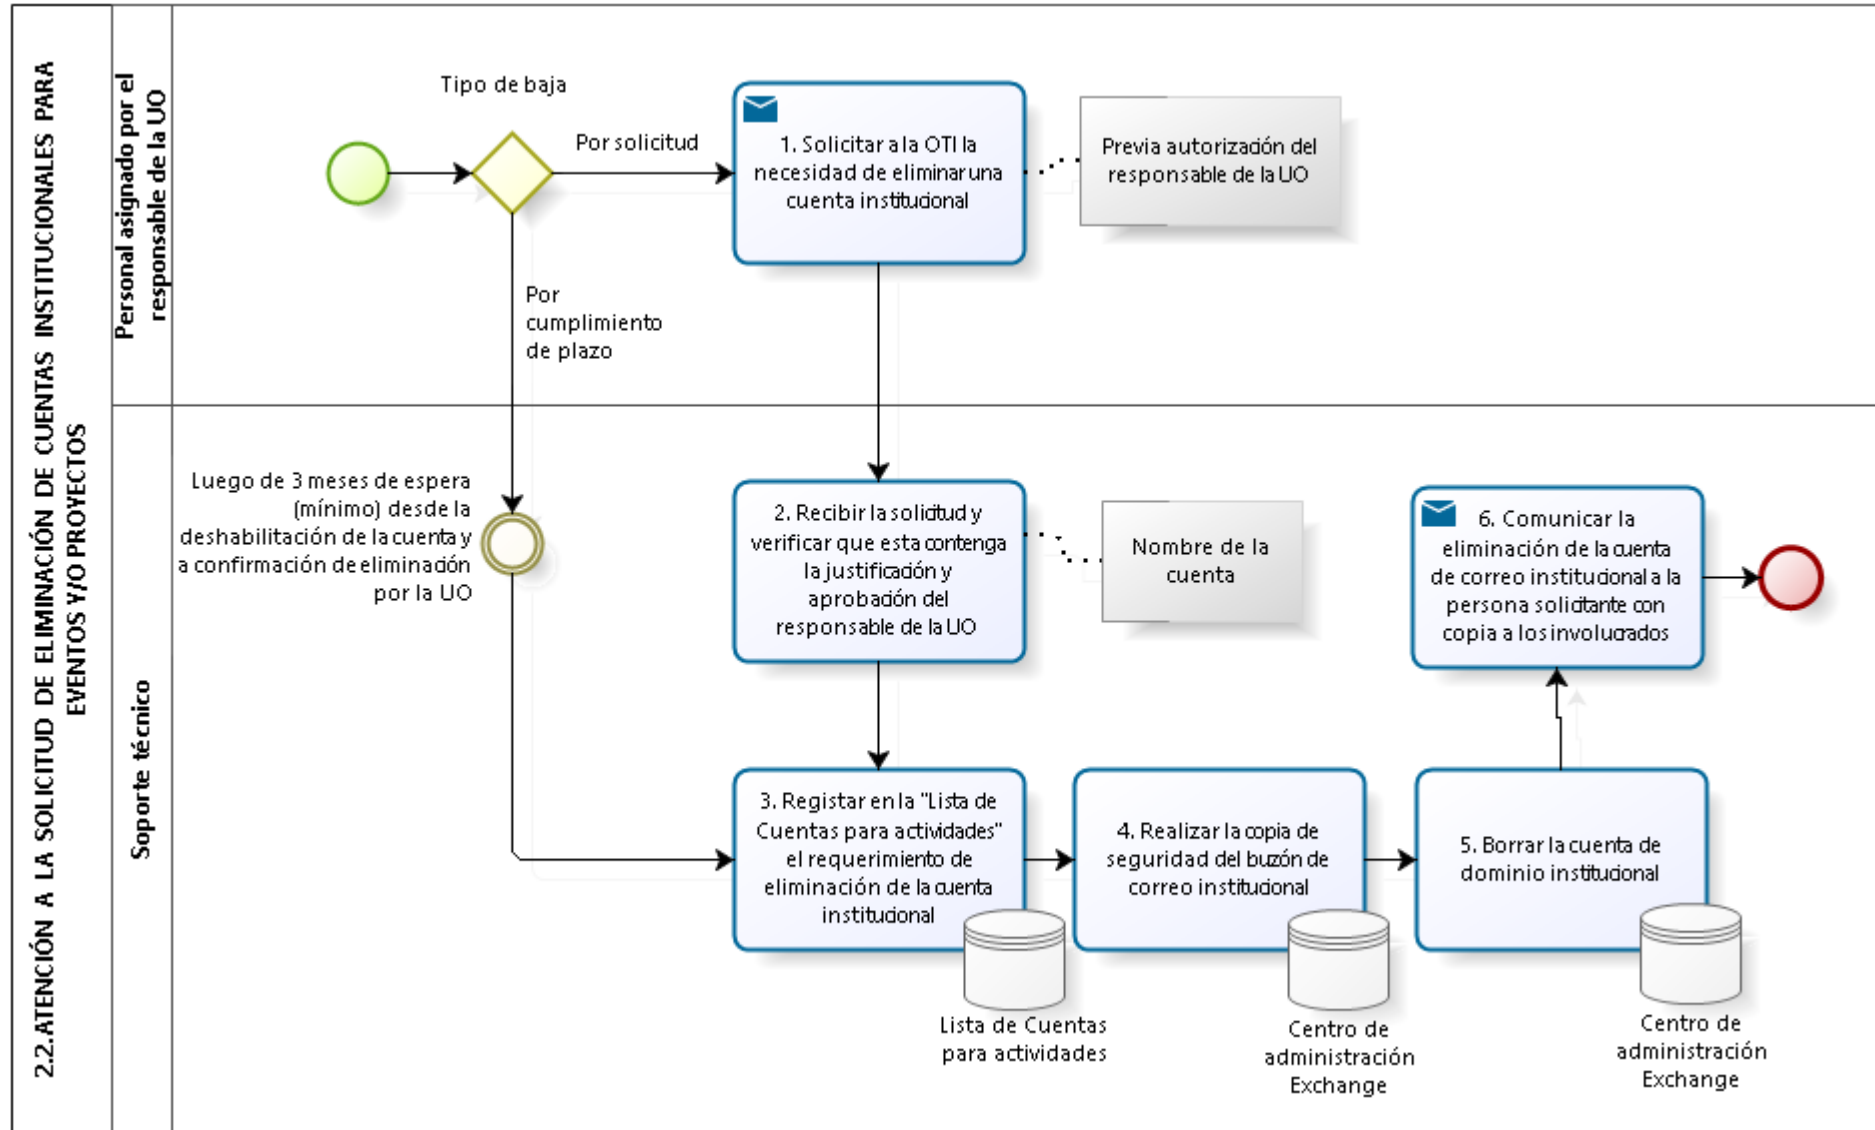 2.2.ATENCIÓN A LA SOLICITUD DE ELIMINACIÓN DE CUENTAS INSTITUCIONALES PARA
EVENTOS Y/O PROYECTOS
Personal asignado por el
responsable de la UO
Tipo de baja
Por solicitud
1. Solicitar a la OTI la
necesidad de eliminar una
cuenta institucional
Previa autorización del
responsable de la UO
Por
cumplimiento
de plazo
Soporte técnico
Luego de 3 meses de espera
(mínimo) desde la
deshabilitación de la cuenta y
a confirmación de eliminación
por la UO
2. Recibir la solicitud y
verificar que esta contenga
la justificación y
aprobación del
responsable de la UO
Nombre de la
cuenta
6. Comunicar la
eliminación de la cuenta
de correo institucional a la
persona solicitante con
copia a los involucrados
3. Registar en la "Lista de
Cuentas para actividades"
el requerimiento de
eliminación de la cuenta
institucional
Lista de Cuentas
para actividades
4. Realizar la copia de
seguridad del buzón de
correo institucional
Centro de
administración
Exchange
5. Borrar la cuenta de
dominio institucional
Centro de
administración
Exchange